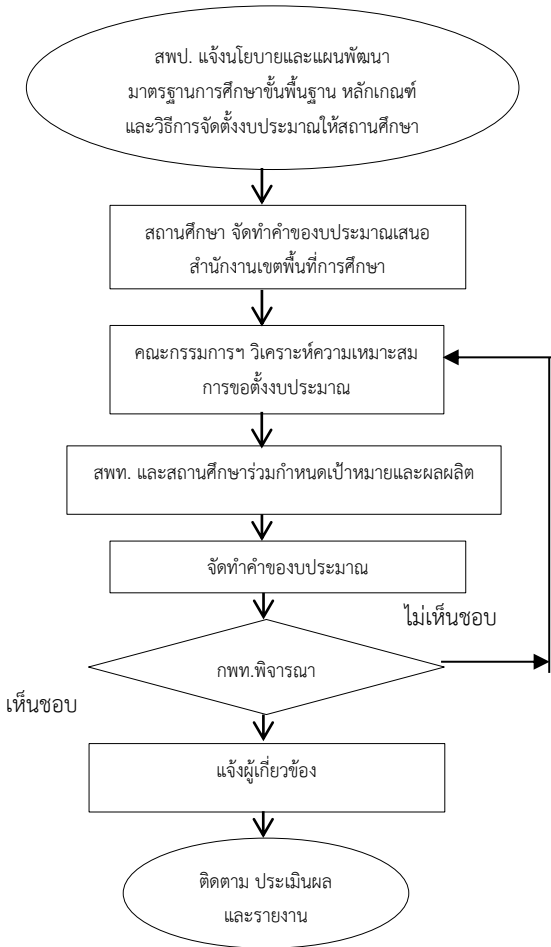 สพป. แจ้งนโยบายและแผนพัฒนา
มาตรฐานการศึกษาขั้นพื้นฐาน หลักเกณฑ์
และวิธีการจัดตั้งงบประมาณให้สถานศึกษา
สถานศึกษา จัดทำคำของบประมาณเสนอ
สำนักงานเขตพื้นที่การศึกษา
คณะกรรมการฯ วิเคราะห์ความเหมาะสม
การขอตั้งงบประมาณ
สพท. และสถานศึกษาร่วมกำหนดเป้าหมายและผลผลิต
จัดทำคำของบประมาณ
ไม่เห็นชอบ
กพท.พิจารณา
เห็นชอบ
แจ้งผู้เกี่ยวข้อง
ติดตาม ประเมินผล
และรายงาน